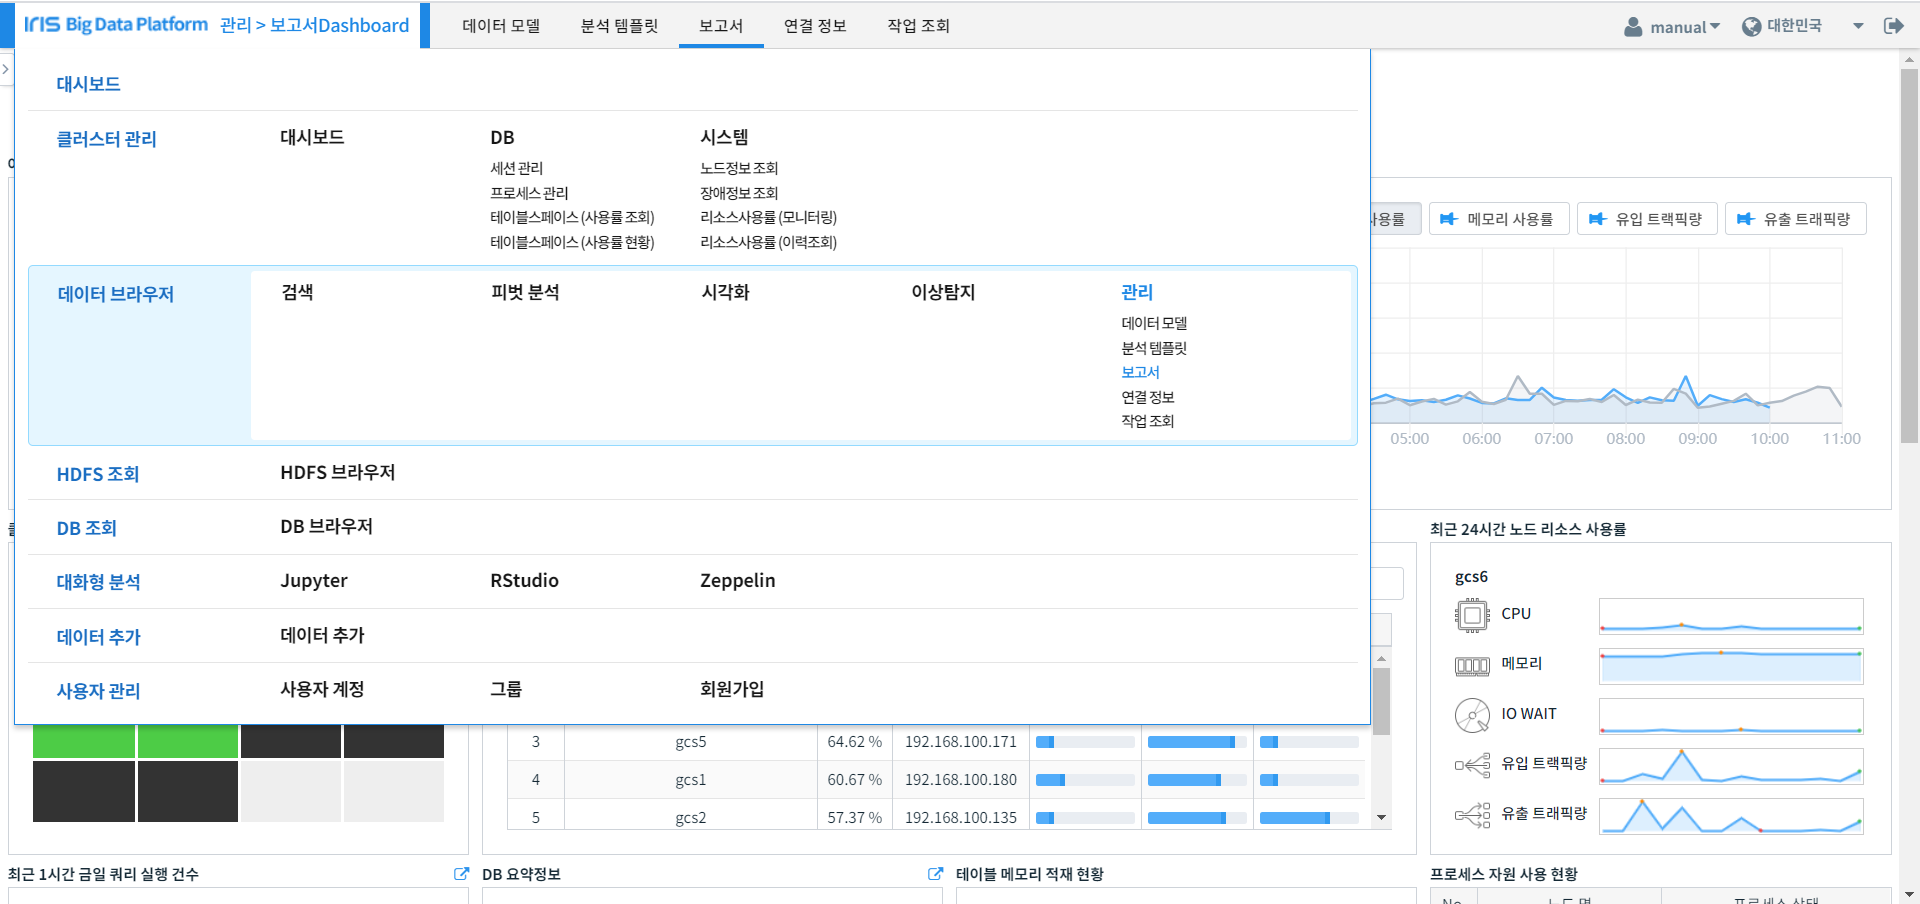 IRIS Big Data Platform 관리 > 보고서Dashboard 데이터 모델 분석 템플릿 보고서 연결 정보 작업 조회 manual 대한민국
대시보드
클러스터 관리 대시보드 DB 시스템
세션 관리 노드정보 조회
프로세스 관리 장애정보 조회
테이블스페이스 (사용률 조회) 리소스사용률 (모니터링)
테이블스페이스 (사용률 현황) 리소스사용률 (이력조회)
사용률 메모리 사용률 유입 트랙픽량 유출 트래픽량
데이터 브라우저 검색 피벗 분석 시각화 이상탐지 관리
데이터 모델
분석 템플릿
보고서
연결 정보
작업 조회
05:00 06:00 07:00 08:00 09:00 10:00 11:00
HDFS 조회 HDFS 브라우저
DB 조회 DB 브라우저
최근 24시간 노드 리소스 사용률
대화형 분석 Jupyter RStudio Zeppelin
gcs6
CPU
데이터 추가 데이터 추가
메모리
사용자 관리 사용자 계정 그룹 회원가입
IO WAIT
3 gcs5 64.62 % 192.168.100.171
유입 트랙픽량
4 gcs1 60.67 % 192.168.100.180
유출 트래픽량
5 gcs2 57.37 % 192.168.100.135
최근 1시간 금일 쿼리 실행 건수 DB 요약정보 테이블 메모리 적재 현황 프로세스 자원 사용 현황
No 노드 명 프로세스 상태